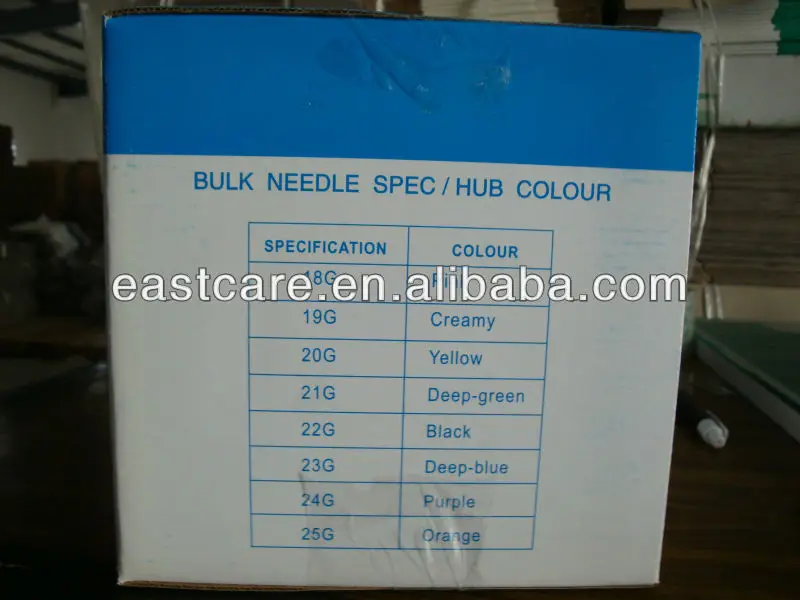 BULK NEEDLE SPEC / HUB COLOUR
SPECIFICATION COLOUR
18G
eastcare.en.alibaba.com
19G Creamy
20G Yellow
21G Deep-green
22G Black
23G Deep-blue
24G Purple
25G Orange